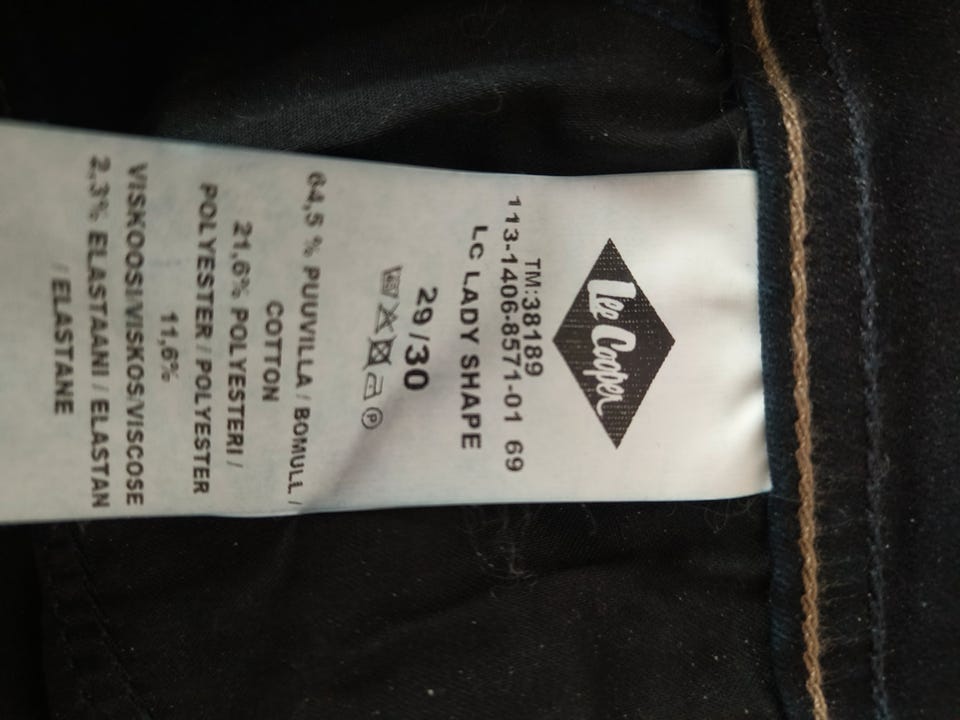 Lee Cooper
TM:38189
113-1406-8571-01 69
LC LADY SHAPE
29/30
P
64,5 % PUUVILLA / BOMULL /
COTTON
21,6% POLYESTERI /
POLYESTER / POLYESTER
11,6%
VISKOOSI/VISKOS/VISCOSE
2,3% ELASTAANI / ELASTAN
/ ELASTANE